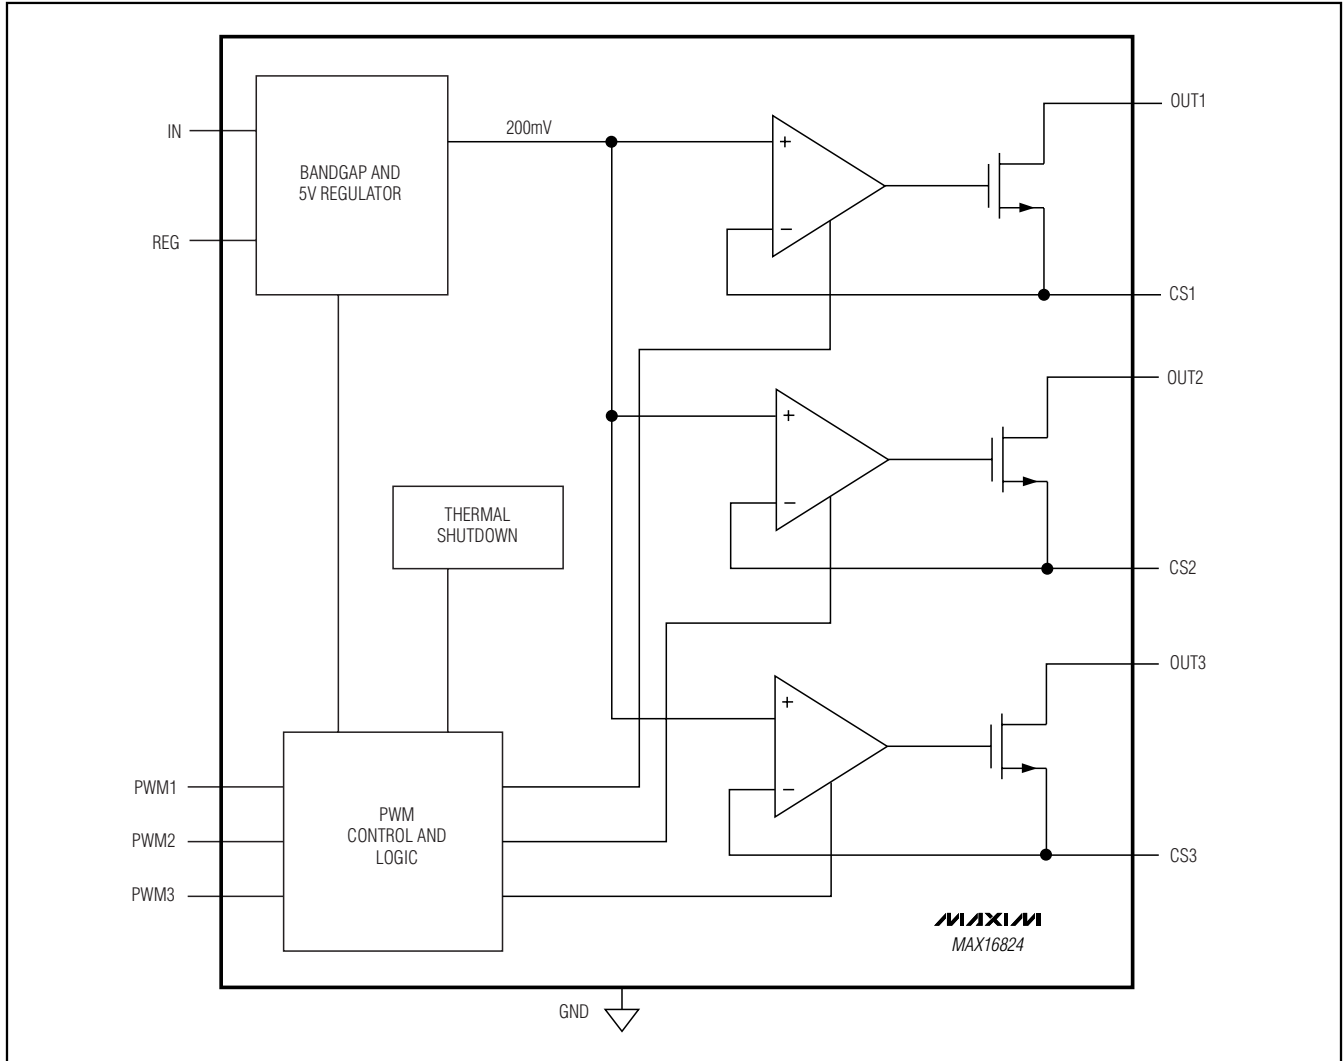 IN
REG
BANDGAP AND
5V REGULATOR
200mV
+
−
OUT1
CS1
+
−
OUT2
CS2
THERMAL
SHUTDOWN
+
−
OUT3
CS3
PWM1
PWM2
PWM3
PWM
CONTROL AND
LOGIC
MAXIM
MAX16824
GND